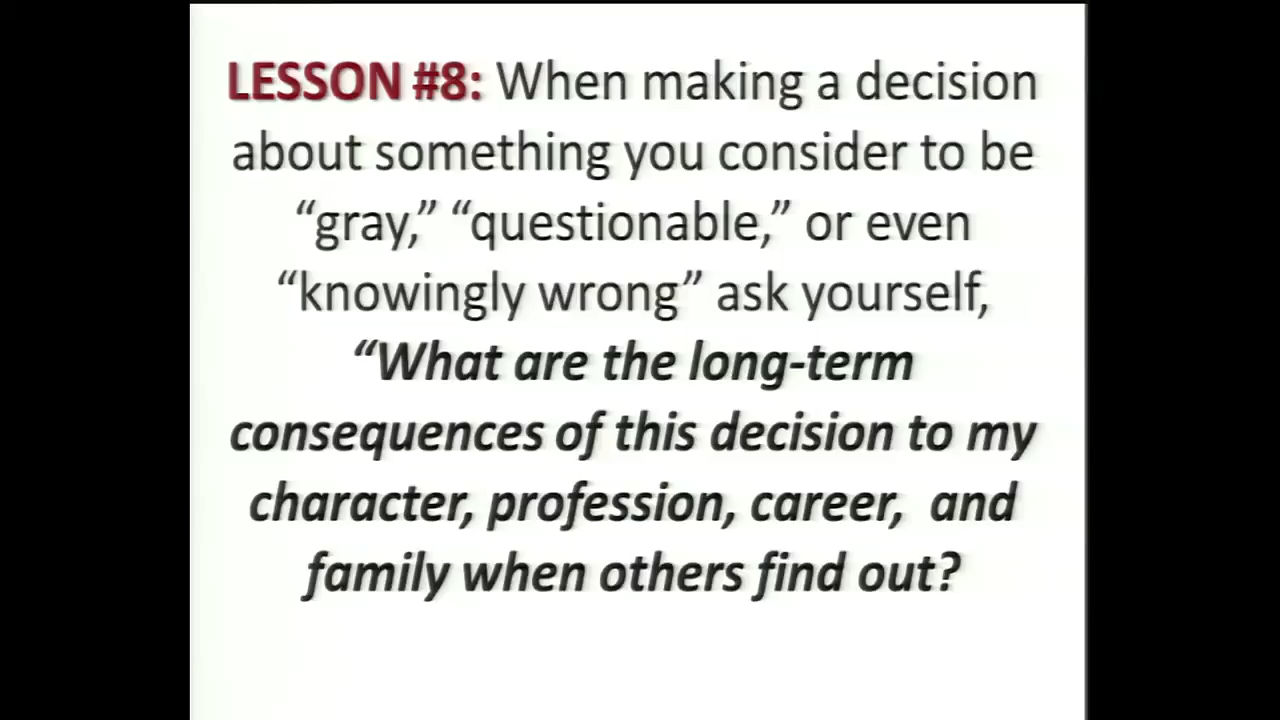 LESSON #8: When making a decision
about something you consider to be
“gray,” “questionable,” or even
“knowingly wrong” ask yourself,
“What are the long-term
consequences of this decision to my
character, profession, career,  and
family when others find out?